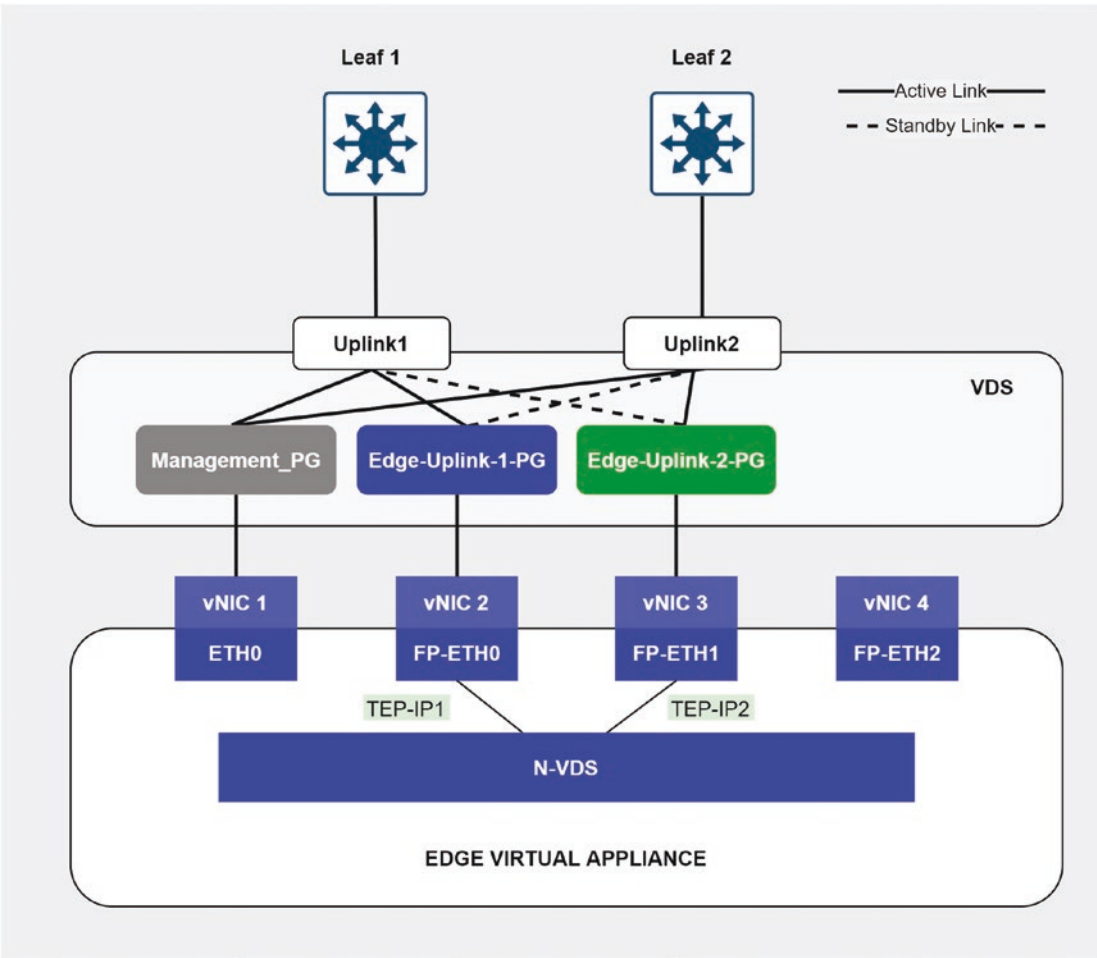 Leaf 1
Leaf 2
Active Link
Standby Link
Uplink1
Uplink2
VDS
Management_PG
Edge-Uplink-1-PG
Edge-Uplink-2-PG
vNIC 1
vNIC 2
vNIC 3
vNIC 4
ETH0
FP-ETH0
FP-ETH1
FP-ETH2
TEP-IP1
TEP-IP2
N-VDS
EDGE VIRTUAL APPLIANCE